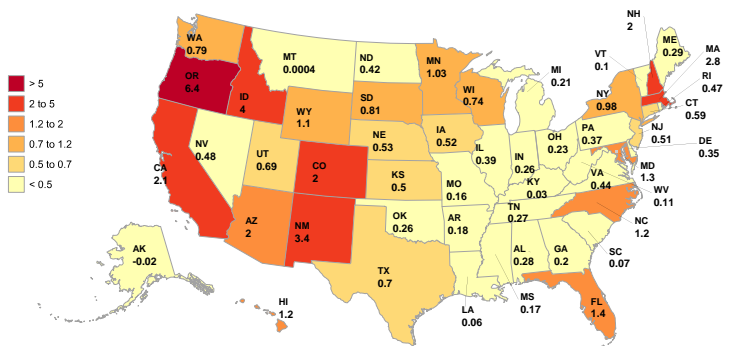 > 5
2 to 5
1.2 to 2
0.7 to 1.2
0.5 to 0.7
< 0.5
WA
0.79
OR
6.4
CA
2.1
ID
4
NV
0.48
MT
0.0004
WY
1.1
UT
0.69
AZ
2
CO
2
NM
3.4
ND
0.42
SD
0.81
NE
0.53
KS
0.5
OK
0.26
TX
0.7
MN
1.03
IA
0.52
MO
0.16
AR
0.18
LA
0.06
WI
0.74
IL
0.39
MI
0.21
IN
0.26
OH
0.23
KY
0.03
TN
0.27
MS
0.17
AL
0.28
GA
0.2
FL
1.4
SC
0.07
NC
1.2
VA
0.44
WV
0.11
MD
1.3
DE
0.35
PA
0.37
NJ
0.51
NY
0.98
CT
0.59
RI
0.47
MA
2.8
VT
0.1
NH
2
ME
0.29
AK
-0.02
HI
1.2